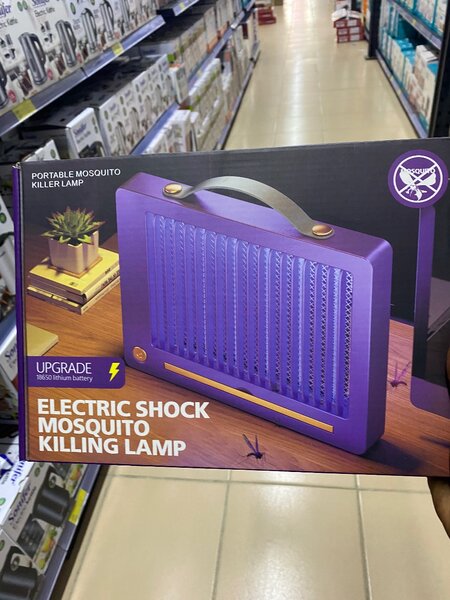 PORTABLE MOSQUITO
KILLER LAMP
MOSQUITO
UPGRADE
18650 lithium battery
ELECTRIC SHOCK
MOSQUITO
KILLING LAMP